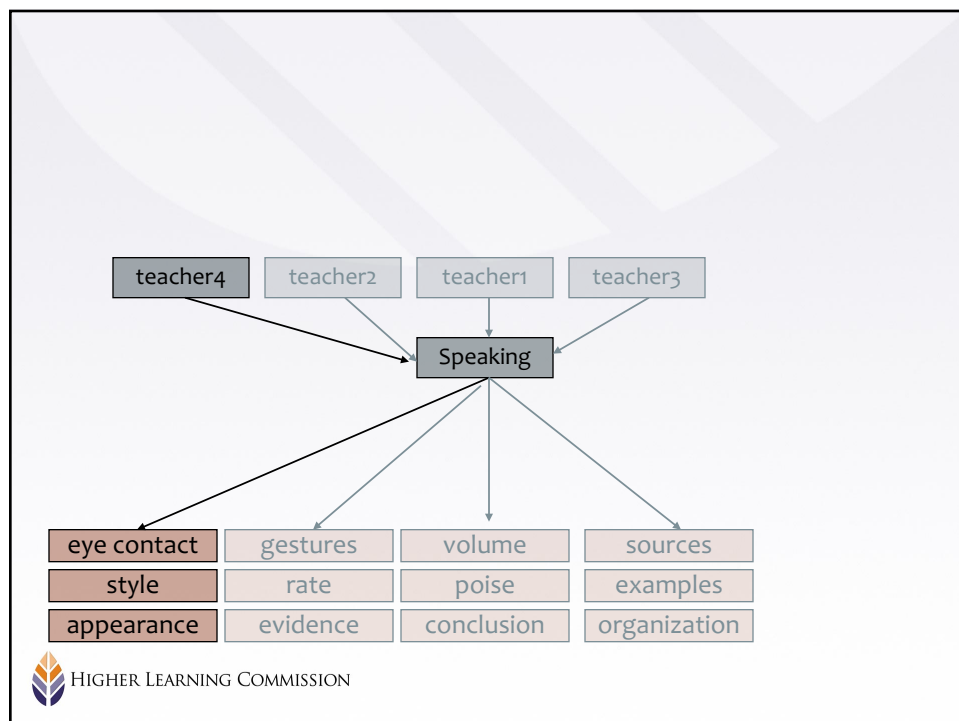 teacher4 teacher2 teacher1 teacher3
Speaking
eye contact gestures volume sources
style rate poise examples
appearance evidence conclusion organization
HIGHER LEARNING COMMISSION